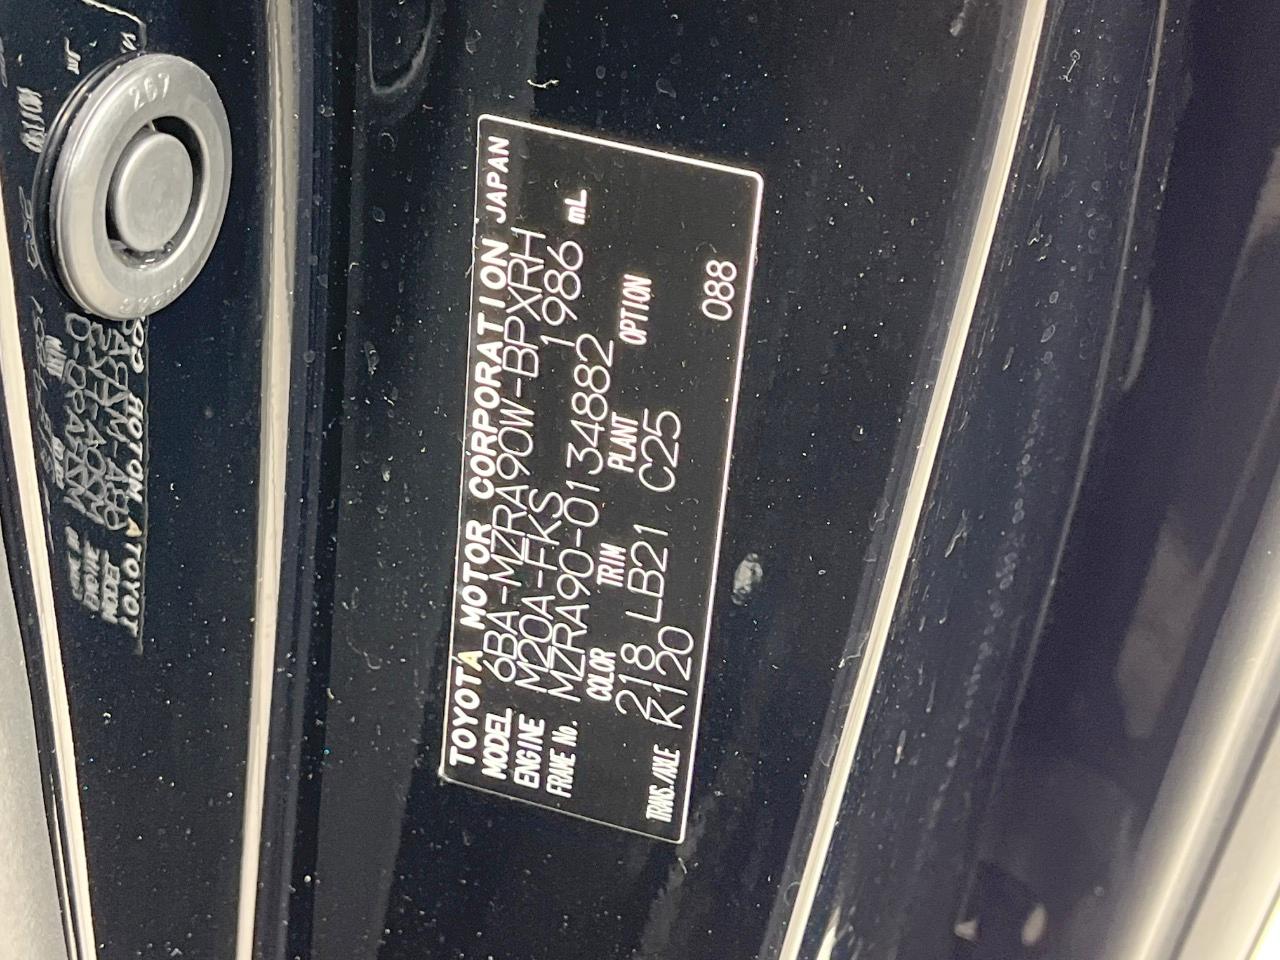 TOYOTA MOTOR CORPORATION JAPAN
MODEL 6BA-MZRA90W-BPXRH
ENGINE M20A-FKS 1986 mL
FRAME No. MZRA90-0134882
COLOR TRIM PLANT OPTION
218 LB21 C25
TRANS./AXLE K120 088
267